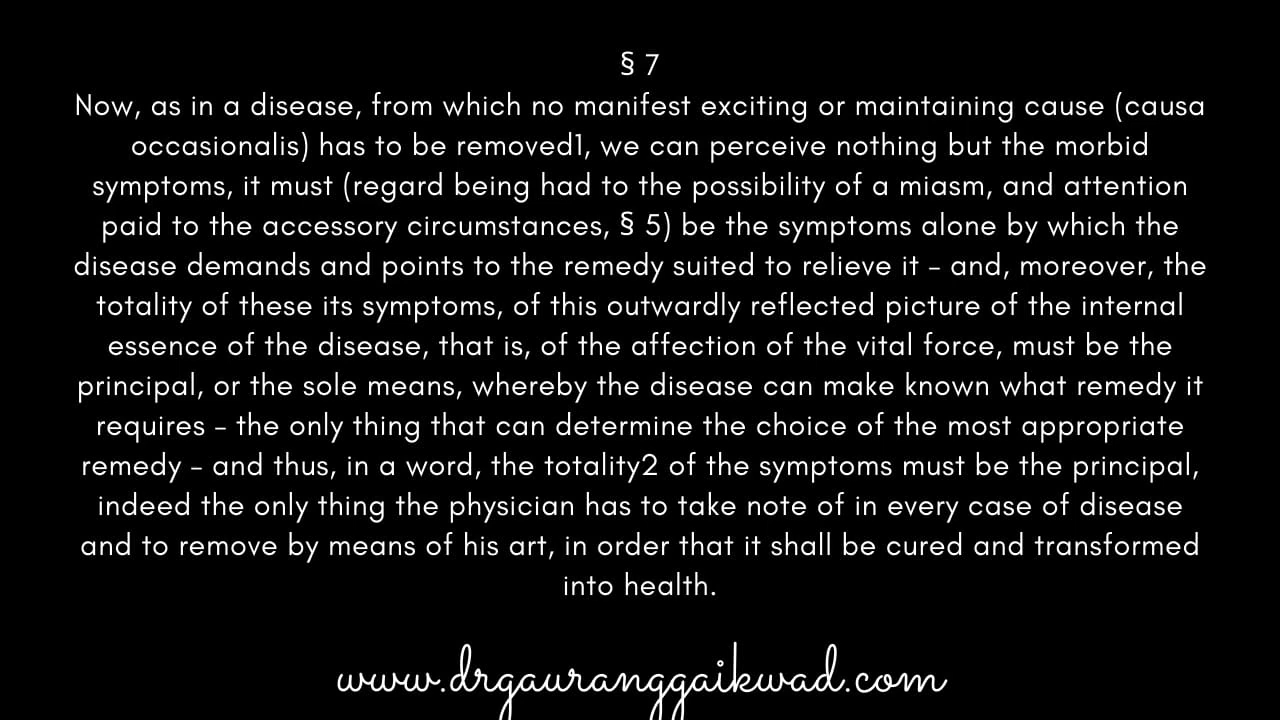 § 7
Now, as in a disease, from which no manifest exciting or maintaining cause (causa
occasionalis) has to be removed1, we can perceive nothing but the morbid
symptoms, it must (regard being had to the possibility of a miasm, and attention
paid to the accessory circumstances, § 5) be the symptoms alone by which the
disease demands and points to the remedy suited to relieve it – and, moreover, the
totality of these its symptoms, of this outwardly reflected picture of the internal
essence of the disease, that is, of the affection of the vital force, must be the
principal, or the sole means, whereby the disease can make known what remedy it
requires – the only thing that can determine the choice of the most appropriate
remedy – and thus, in a word, the totality2 of the symptoms must be the principal,
indeed the only thing the physician has to take note of in every case of disease
and to remove by means of his art, in order that it shall be cured and transformed
into health.
www.drgauranggaikwad.com